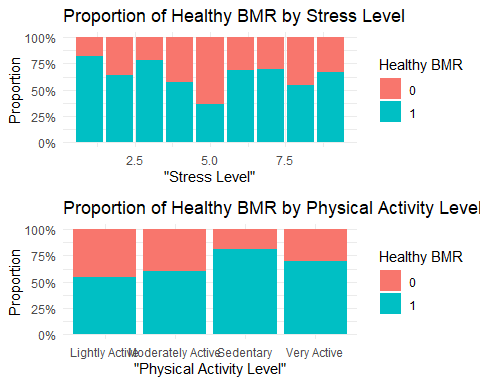 Proportion of Healthy BMR by Stress Level
100%
75%
50%
25%
0%
Proportion
2.5 5.0 7.5
"Stress Level"
Healthy BMR
0
1
Proportion of Healthy BMR by Physical Activity Level
100%
75%
50%
25%
0%
Proportion
Lightly Active Moderately Active Sedentary Very Active
"Physical Activity Level"
Healthy BMR
0
1